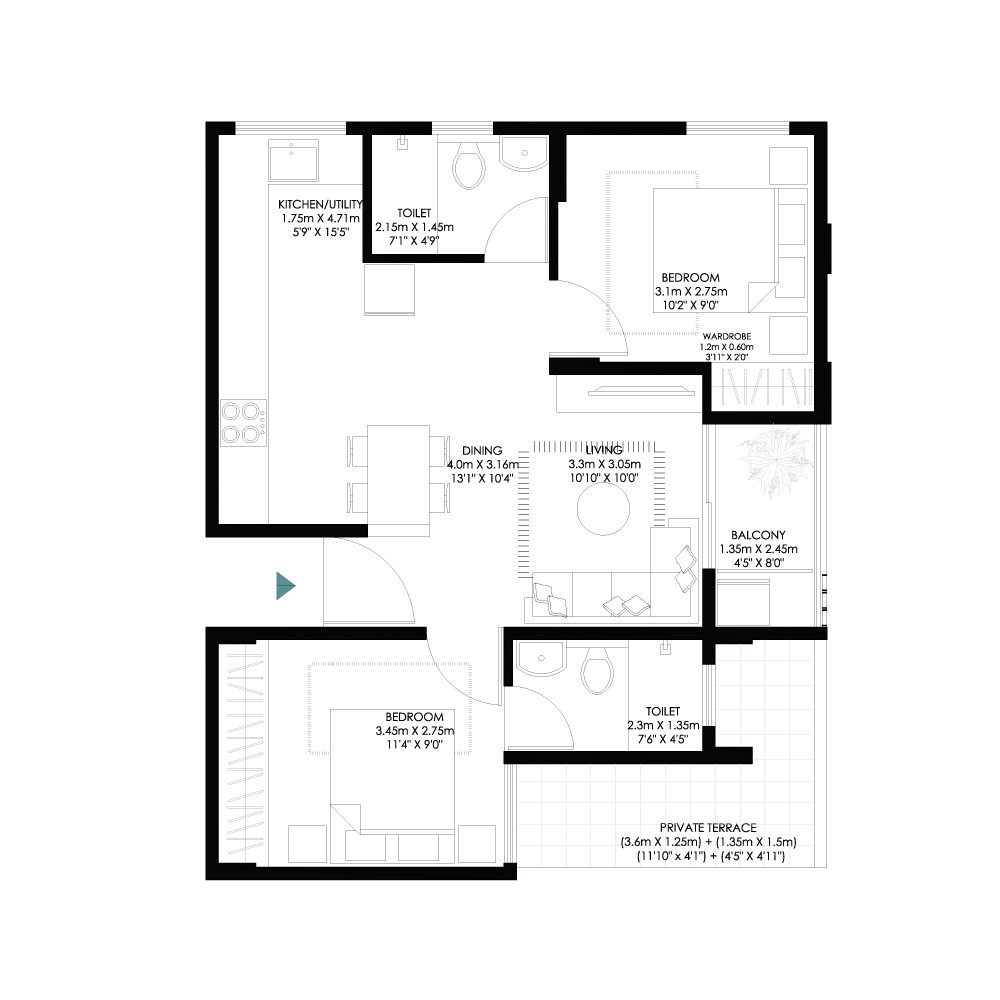 KITCHEN/UTILITY
1.75m X 4.71m
5'9" X 15'5"
TOILET
2.15m X 1.45m
7'1" X 4'9"
BEDROOM
3.1m X 2.75m
10'2" X 9'0"
WARDROBE
1.2m X 0.60m
3'11" X 2'0"
DINING
4.0m X 3.16m
13'1" X 10'4"
LIVING
3.3m X 3.05m
10'10" X 10'0"
BALCONY
1.35m X 2.45m
4'5" X 8'0"
BEDROOM
3.45m X 2.75m
11'4" X 9'0"
TOILET
2.3m X 1.35m
7'6" X 4'5"
PRIVATE TERRACE
(3.6m X 1.25m) + (1.35m X 1.5m)
(11'10" x 4'1") + (4'5" X 4'11")